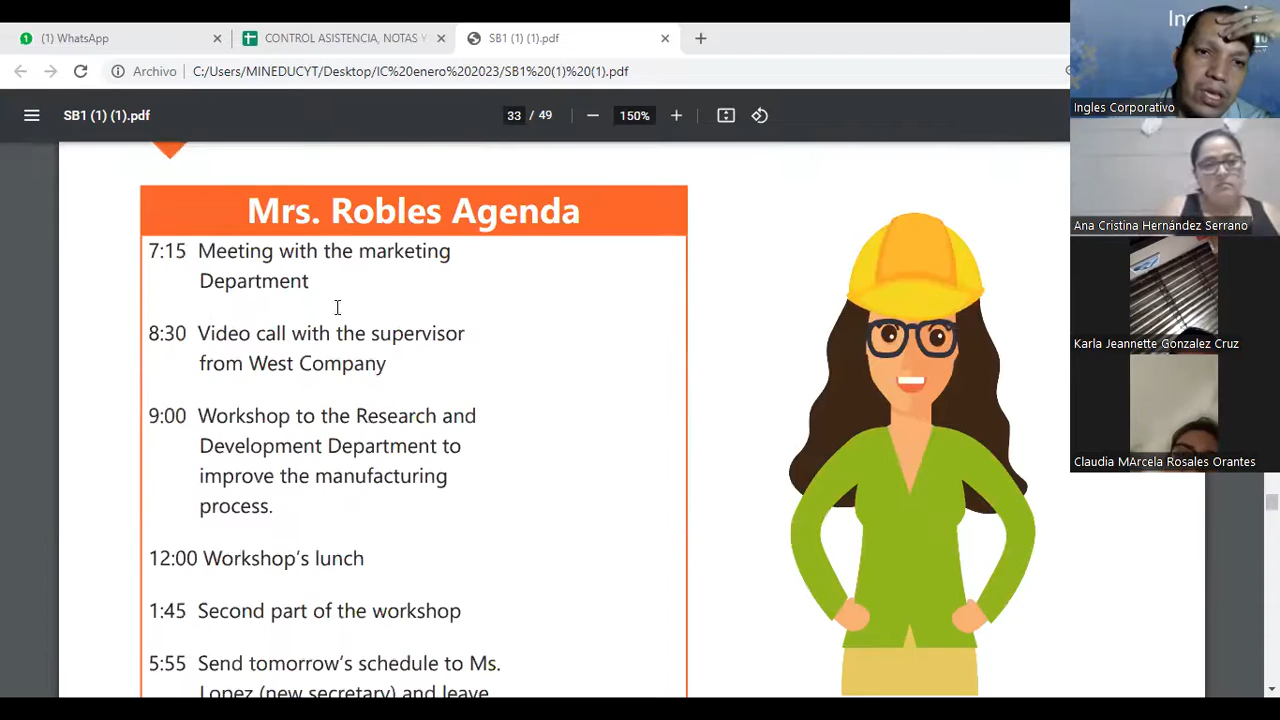 (1) WhatsApp
CONTROL ASISTENCIA, NOTAS Y
SB1 (1) (1).pdf
Archivo
C:/Users/MINEDUCYT/Desktop/IC%20enero%202023/SB1%20(1)%20(1).pdf
SB1 (1) (1).pdf
33 / 49
150%
Mrs. Robles Agenda
7:15 Meeting with the marketing
Department
8:30 Video call with the supervisor
from West Company
9:00 Workshop to the Research and
Development Department to
improve the manufacturing
process.
12:00 Workshop's lunch
1:45 Second part of the workshop
5:55 Send tomorrow's schedule to Ms.
Lopez (new secretary) and leave
Ingles Corporativo
Ana Cristina Hernández Serrano
Karla Jeannette Gonzalez Cruz
Claudia MArcela Rosales Orantes